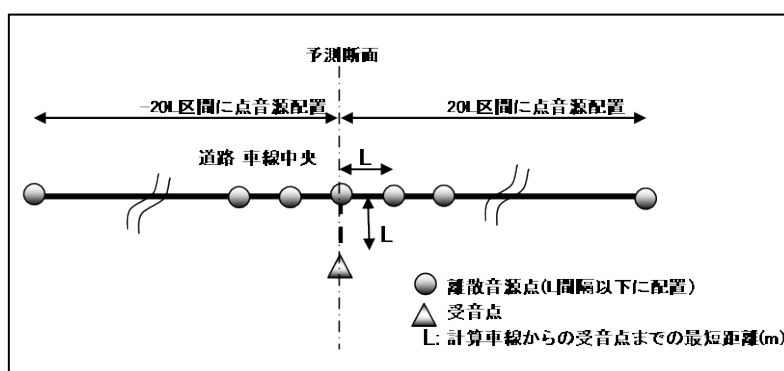 予測断面
-20L区間に点音源配置
20L区間に点音源配置
道路 車線中央
L
L
離散音源点(L間隔以下に配置)
受音点
L: 計算車線からの受音点までの最短距離(m)